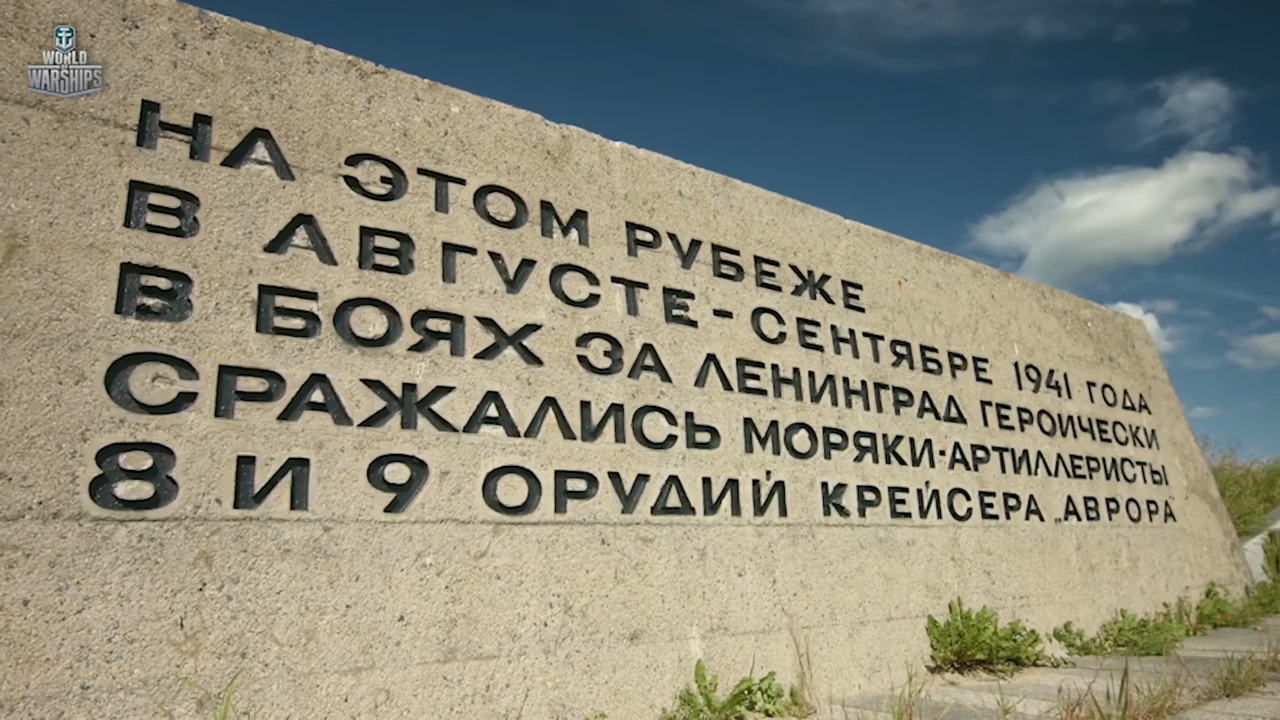 WORLD OF WARSHIPS
НА ЭТОМ РУБЕЖЕ
В АВГУСТЕ-СЕНТЯБРЕ 1941 ГОДА
В БОЯХ ЗА ЛЕНИНГРАД ГЕРОИЧЕСКИ
СРАЖАЛИСЬ МОРЯКИ-АРТИЛЛЕРИСТЫ
8 И 9 ОРУДИЙ КРЕЙСЕРА „АВРОРА"